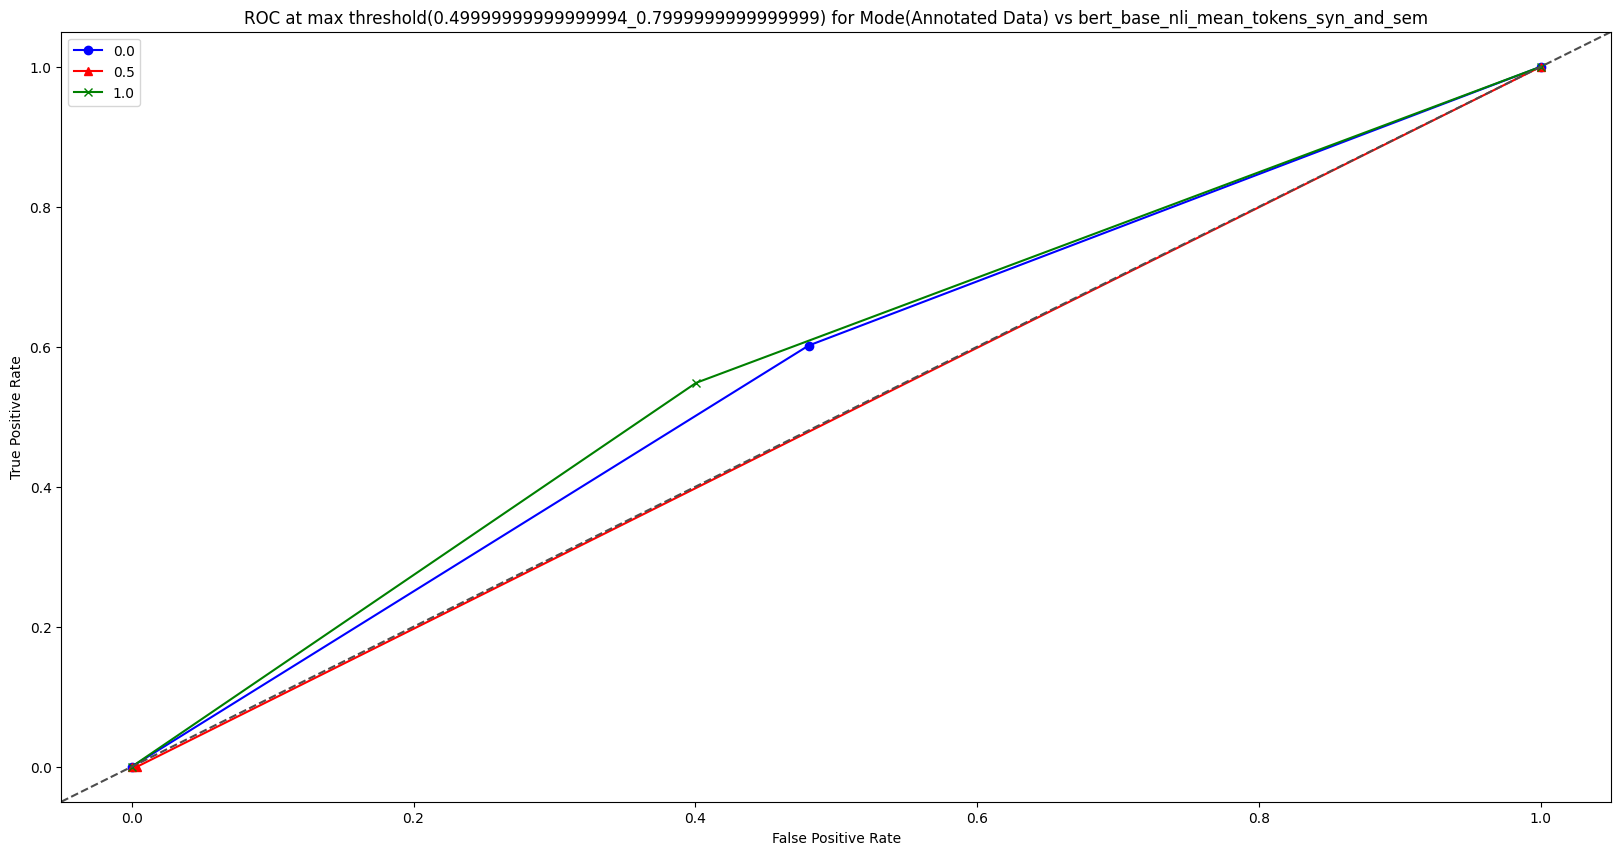 ROC at max threshold(0.49999999999999994_0.7999999999999999) for Mode(Annotated Data) vs bert_base_nli_mean_tokens_syn_and_sem
0.0
0.5
1.0
1.0
0.8
0.6
0.4
0.2
0.0
True Positive Rate
0.0 0.2 0.4 0.6 0.8 1.0
False Positive Rate